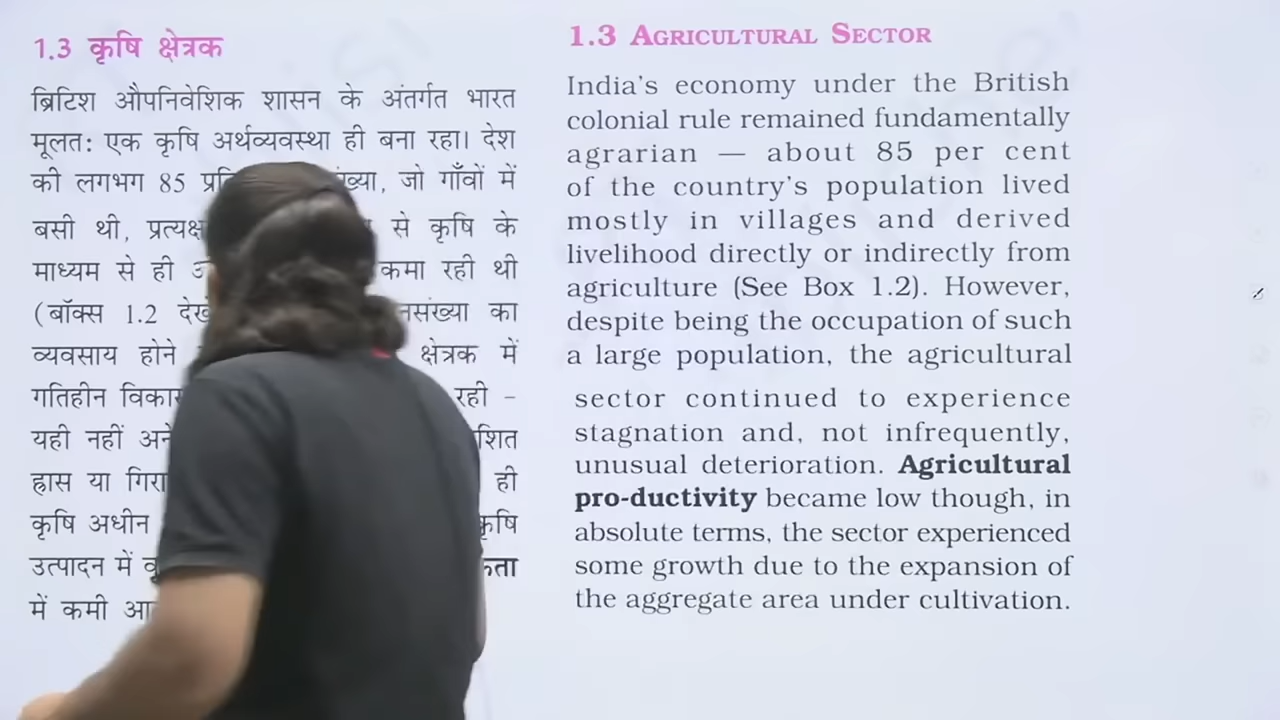 1.3 कृषि क्षेत्रक
ब्रिटिश औपनिवेशिक शासन के अंतर्गत भारत
मूलत: एक कृषि अर्थव्यवस्था ही बना रहा। देश
की लगभग 85 जो गाँवों में
बसी थी, से कृषि के
माध्यम से ही कमा रही थी
(बॉक्स 1.2 का
व्यवसाय होने क्षेत्रक में
गतिहीन रही -
यही नहीं
ह्रास या ही
कृषि अधीन
उत्पादन में
में कमी
1.3 AGRICULTURAL SECTOR
India's economy under the British
colonial rule remained fundamentally
agrarian — about 85 per cent
of the country's population lived
mostly in villages and derived
livelihood directly or indirectly from
agriculture (See Box 1.2). However,
despite being the occupation of such
a large population, the agricultural
sector continued to experience
stagnation and, not infrequently,
unusual deterioration. Agricultural
pro-ductivity became low though, in
absolute terms, the sector experienced
some growth due to the expansion of
the aggregate area under cultivation.